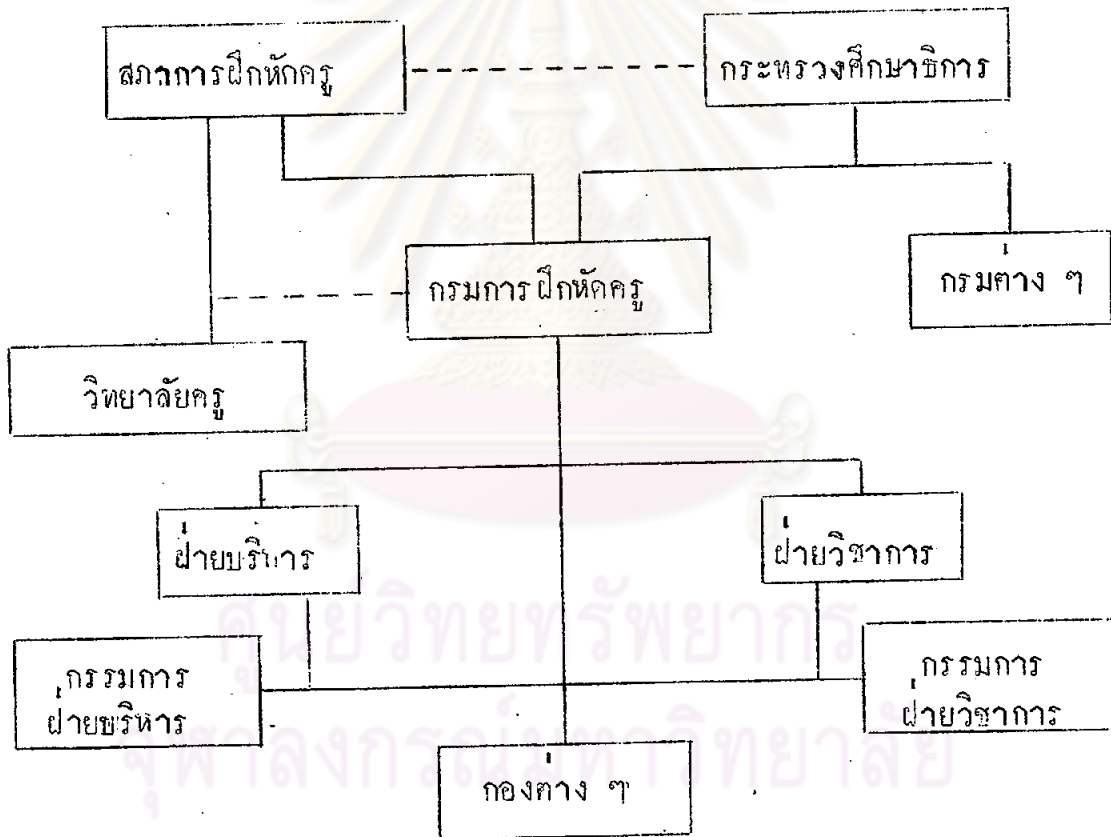 สภาการฝึกหัดครู
กระทรวงศึกษาธิการ
กรมการฝึกหัดครู
กรมต่าง ๆ
วิทยาลัยครู
ฝ่ายบริหาร
ฝ่ายวิชาการ
ศูนย์วิทยทรัพยากร
กรรมการ
ฝ่ายบริหาร
กรรมการ
ฝ่ายวิชาการ
จุฬาลงกรณ์มหาวิทยาลัย
กองต่าง ๆ